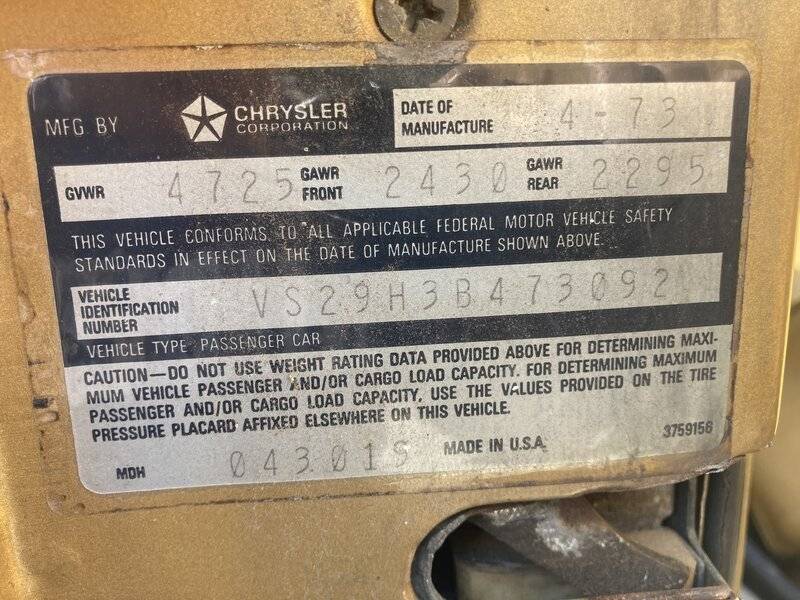 MFG BY CHRYSLER CORPORATION DATE OF MANUFACTURE 4-73
GVWR 4725 GAWR FRONT 2430 GAWR REAR 2295
THIS VEHICLE CONFORMS TO ALL APPLICABLE FEDERAL MOTOR VEHICLE SAFETY
STANDARDS IN EFFECT ON THE DATE OF MANUFACTURE SHOWN ABOVE.
VEHICLE IDENTIFICATION NUMBER VS29H3B473092
VEHICLE TYPE PASSENGER CAR
CAUTION—DO NOT USE WEIGHT RATING DATA PROVIDED ABOVE FOR DETERMINING MAXI-
MUM VEHICLE PASSENGER AND/OR CARGO LOAD CAPACITY. FOR DETERMINING MAXIMUM
PASSENGER AND/OR CARGO LOAD CAPACITY, USE THE VALUES PROVIDED ON THE TIRE
PRESSURE PLACARD AFFIXED ELSEWHERE ON THIS VEHICLE.
3759156
MDH 043015 MADE IN U.S.A.